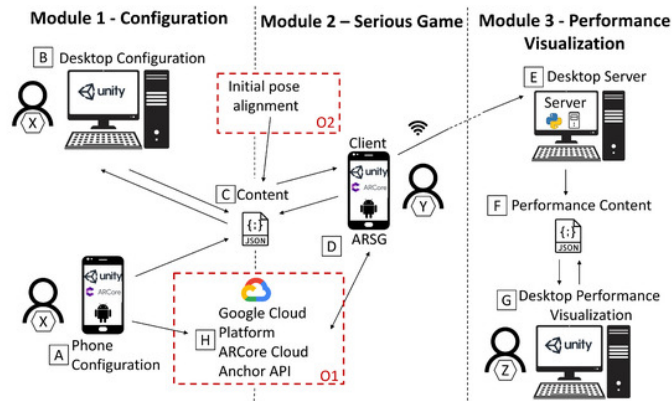 Module 1 - Configuration
Module 2 – Serious Game
Module 3 - Performance
Visualization
B Desktop Configuration
unity
X
Initial pose
alignment
O2
E Desktop Server
Server
Client
unity
ARCore
Y
C Content
{:}
JSON
D
ARSG
F Performance Content
{:}
JSON
unity
ARCore
X
A Phone
Configuration
H
Google Cloud
Platform
ARCore Cloud
Anchor API
O1
G Desktop Performance
Visualization
unity
Z